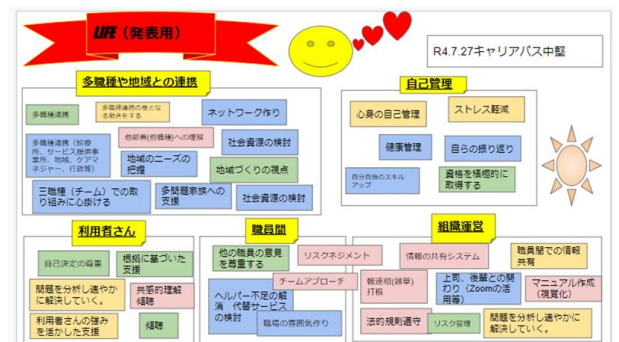 LIFE（発表用）
R4.7.27キャリアパス中堅
多職種や地域との連携
多職種連携
多職種連携の要となる動きをする
ネットワーク作り
多職種連携（診療所、サービス提供事業所、地域、ケアマネジャー、行政等）
他部署(他職種)への理解
社会資源の検討
地域のニーズの把握
地域づくりの視点
三職種（チーム）での取り組みに心掛ける
多問題家族への支援
社会資源の検討
自己管理
心身の自己管理
ストレス軽減
健康管理
自らの振り返り
自分自身のスキルアップ
資格を積極的に取得する
利用者さん
自己決定の尊重
根拠に基づいた支援
問題を分析し速やかに解決していく。
共感的理解
傾聴
利用者さんの強みを活かした支援
傾聴
職員間
他の職員の意見を尊重する
リスクネジメント
チームアプローチ
ヘルパー不足の解消　代替サービスの検討
職場の雰囲気作り
組織運営
情報の共有システム
職員間での情報共有
報連相(雑草)
打根
上司、後輩との関わり（Zoomの活用等）
マニュアル作成（視覚化）
法的規則遵守
リスク管理
問題を分析し速やかに解決していく。